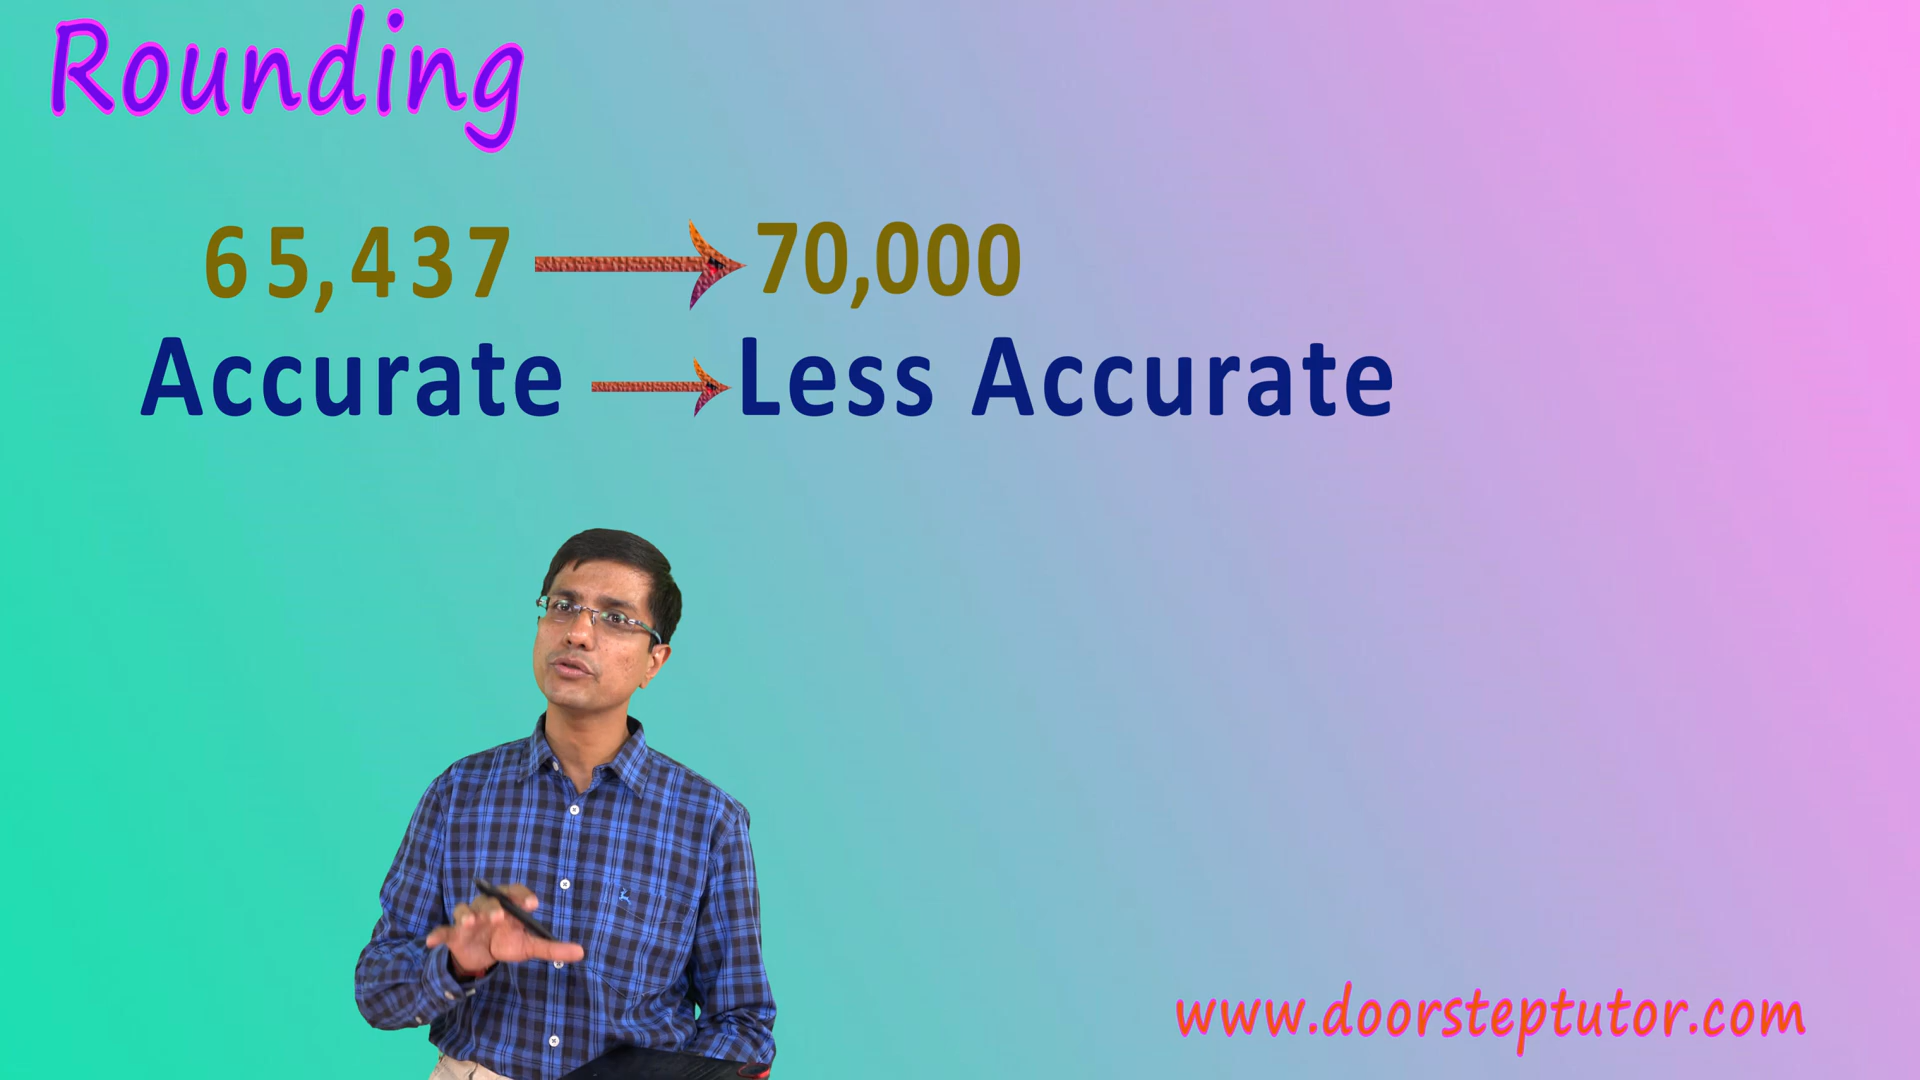 Rounding
65,437 → 70,000
Accurate → Less Accurate
www.doorsteptutor.com